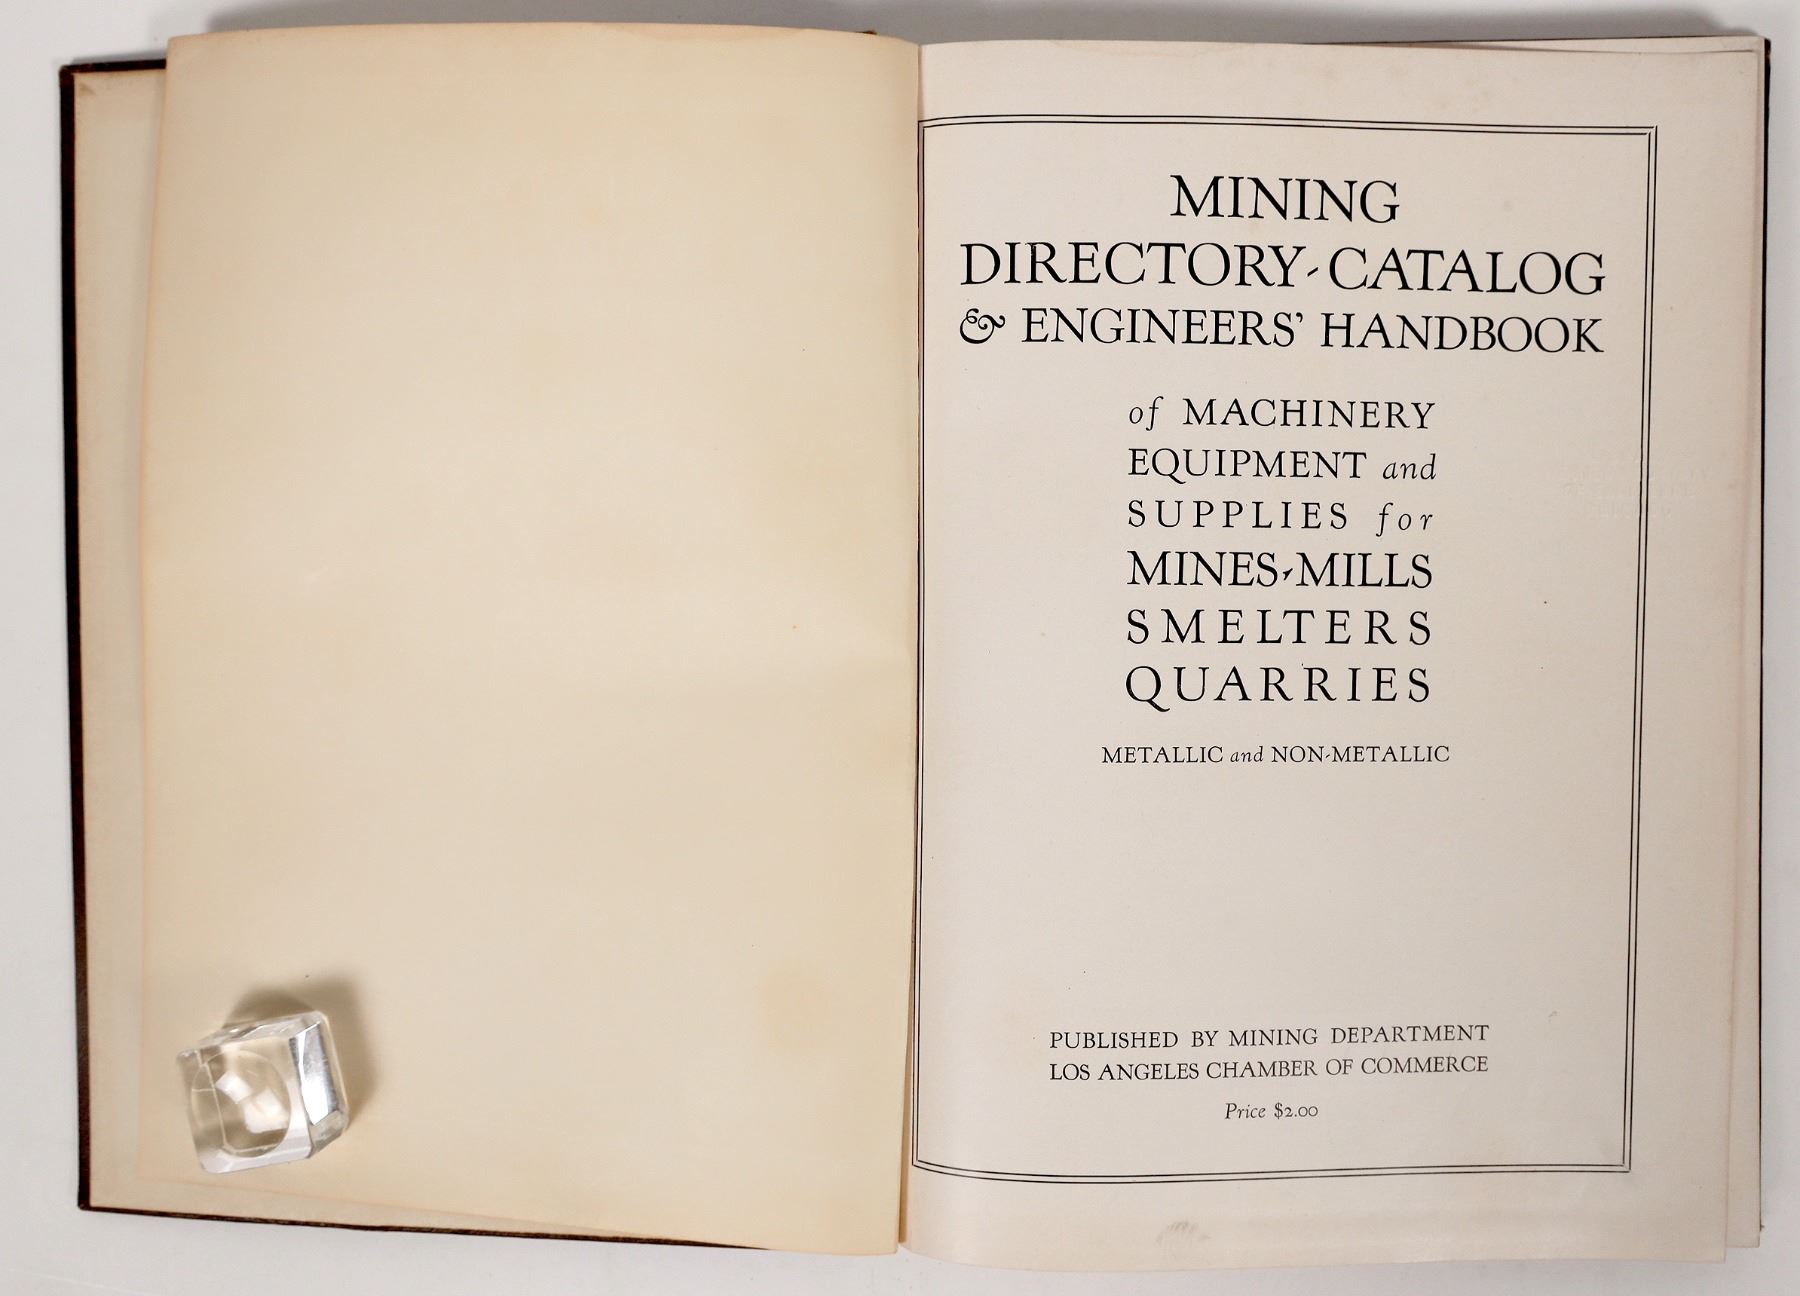 MINING
DIRECTORY-CATALOG
& ENGINEERS' HANDBOOK
of MACHINERY
EQUIPMENT and
SUPPLIES for
MINES-MILLS
SMELTERS
QUARRIES
METALLIC and NON-METALLIC
PUBLISHED BY MINING DEPARTMENT
LOS ANGELES CHAMBER OF COMMERCE
Price $2.00